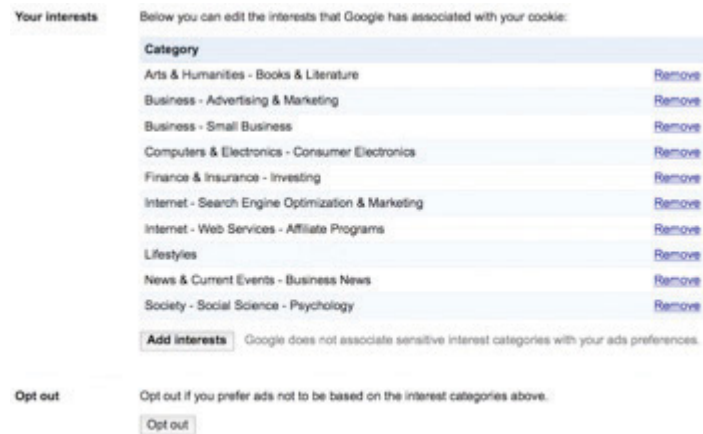 Your interests Below you can edit the interests that Google has associated with your cookie:
Category
Arts & Humanities - Books & Literature Remove
Business - Advertising & Marketing Remove
Business - Small Business Remove
Computers & Electronics - Consumer Electronics Remove
Finance & Insurance - Investing Remove
Internet - Search Engine Optimization & Marketing Remove
Internet - Web Services - Affiliate Programs Remove
Lifestyles Remove
News & Current Events - Business News Remove
Society - Social Science - Psychology Remove
Add interests Google does not associate sensitive interest categories with your ads preferences.
Opt out Opt out if you prefer ads not to be based on the interest categories above.
Opt out